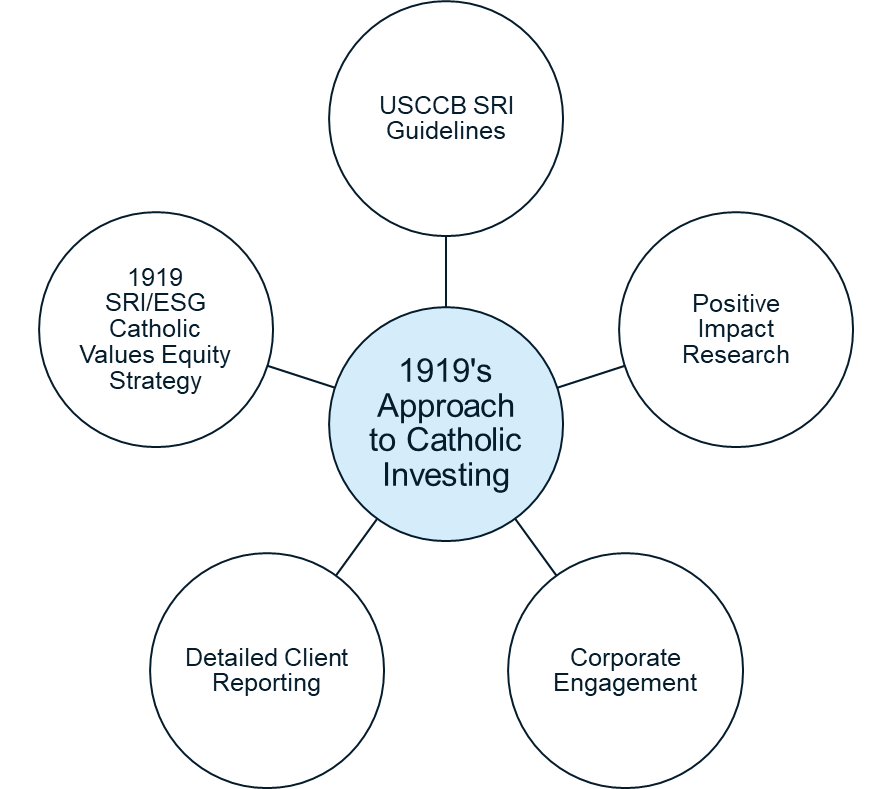 USCCB SRI
Guidelines
1919
SRI/ESG
Catholic
Values Equity
Strategy
Positive
Impact
Research
1919's
Approach
to Catholic
Investing
Detailed Client
Reporting
Corporate
Engagement